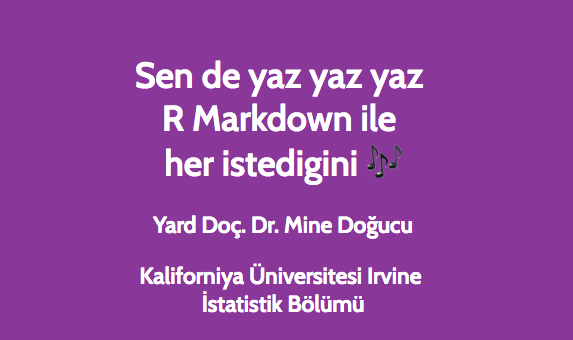 Sen de yaz yaz yaz
R Markdown ile
her istedigini 🎶
Yard Doç. Dr. Mine Doğucu
Kaliforniya Üniversitesi Irvine
İstatistik Bölümü